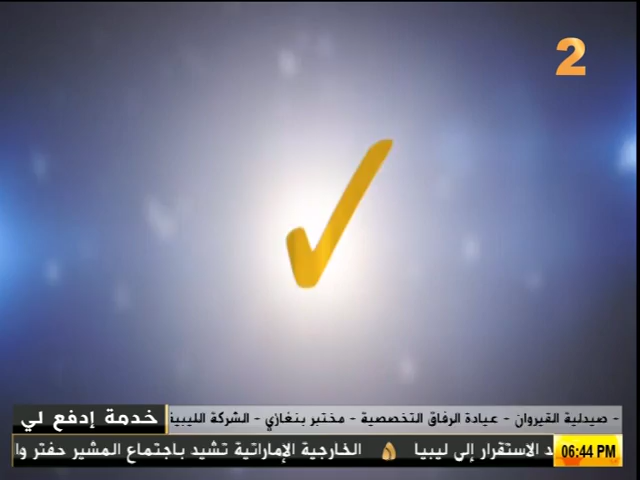 2
خدمة إدفع لي
- صيدلية القيروان - عيادة الرفاق التخصصية - مختبر بنغازي - الشركة الليبية
الاستقرار إلى ليبيا
الخارجية الإماراتية تشيد باجتماع المشير حفتر
06:44 PM